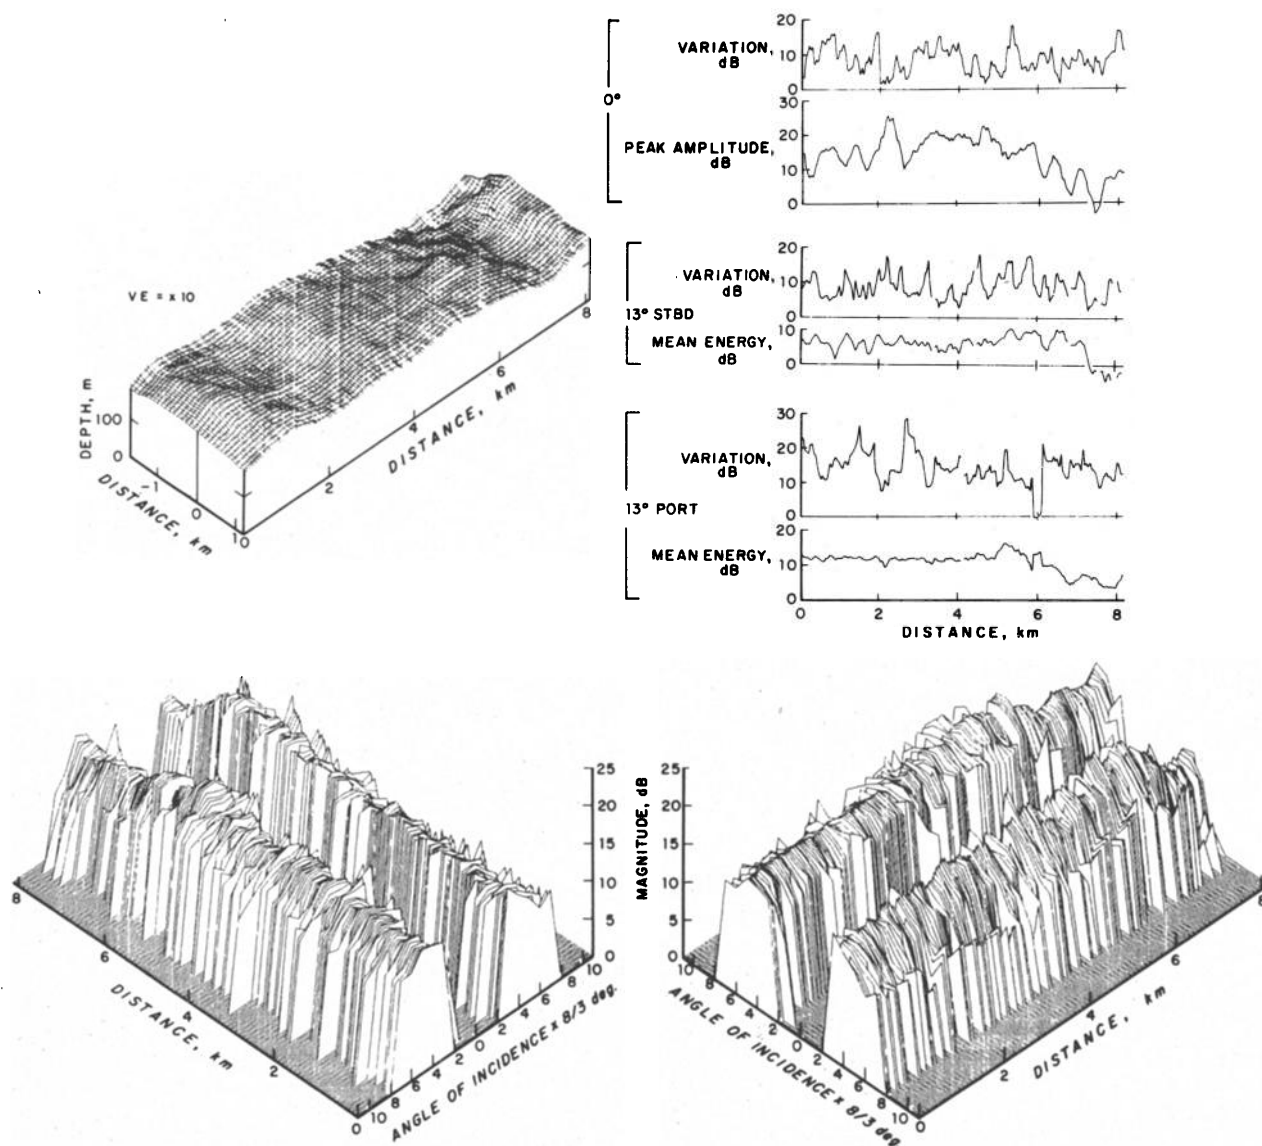 VE = x 10
DEPTH, m
100
0
DISTANCE, km
-1 0 10
DISTANCE, km
2 4 6 8
0°
VARIATION, dB
20
10
0
PEAK AMPLITUDE, dB
30
20
10
0
13° STBD
VARIATION, dB
20
10
0
MEAN ENERGY, dB
10
0
13° PORT
VARIATION, dB
30
20
10
0
MEAN ENERGY, dB
20
10
0
0 2 4 6 8
DISTANCE, km
8 6 4 2 0
DISTANCE, km
10 8 6 4 2 0 2 4 6 8 10
ANGLE OF INCIDENCE x 8/3 deg.
25
20
15
10
5
0
MAGNITUDE, dB
25
20
15
10
5
0
10 8 6 4 2 0 2 4 6 8 10
ANGLE OF INCIDENCE x 8/3 deg.
0 2 4 6 8
DISTANCE, km